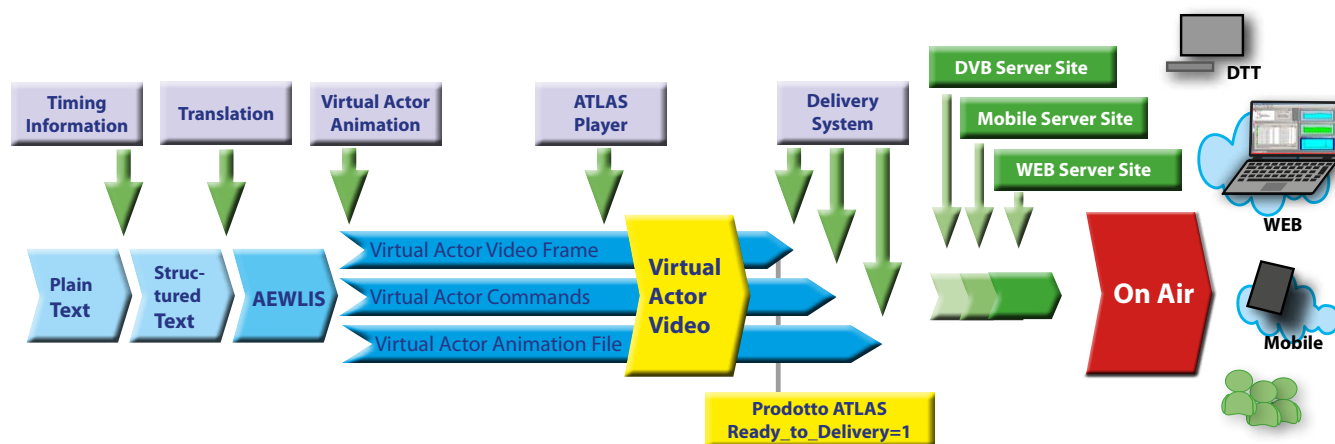 DVB Server Site
DTT
Timing
Information
Translation
Virtual Actor
Animation
ATLAS
Player
Delivery
System
Mobile Server Site
WEB Server Site
WEB
Plain
Text
Struc-
tured
Text
AEWLIS
Virtual Actor Video Frame
Virtual Actor Commands
Virtual Actor Animation File
Virtual
Actor
Video
On Air
Mobile
Prodotto ATLAS
Ready_to_Delivery=1